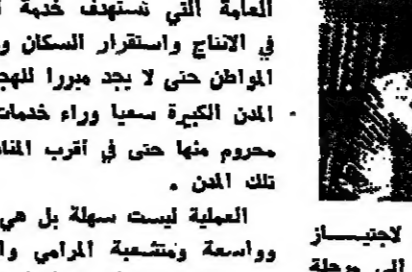 العامة التي تستهدف خدمة
في الانتاج واستقرار السكان و
المواطن حتى لا يجد مبررا للهج
المدن الكبيرة سعيا وراء خدمات
محروم منها حتى في أقرب المنا
تلك المدن .
العملية ليست سهلة بل هي
وواسعة ومتشعبة المرامي وا
لاجتيـــاز
الى مرحلة